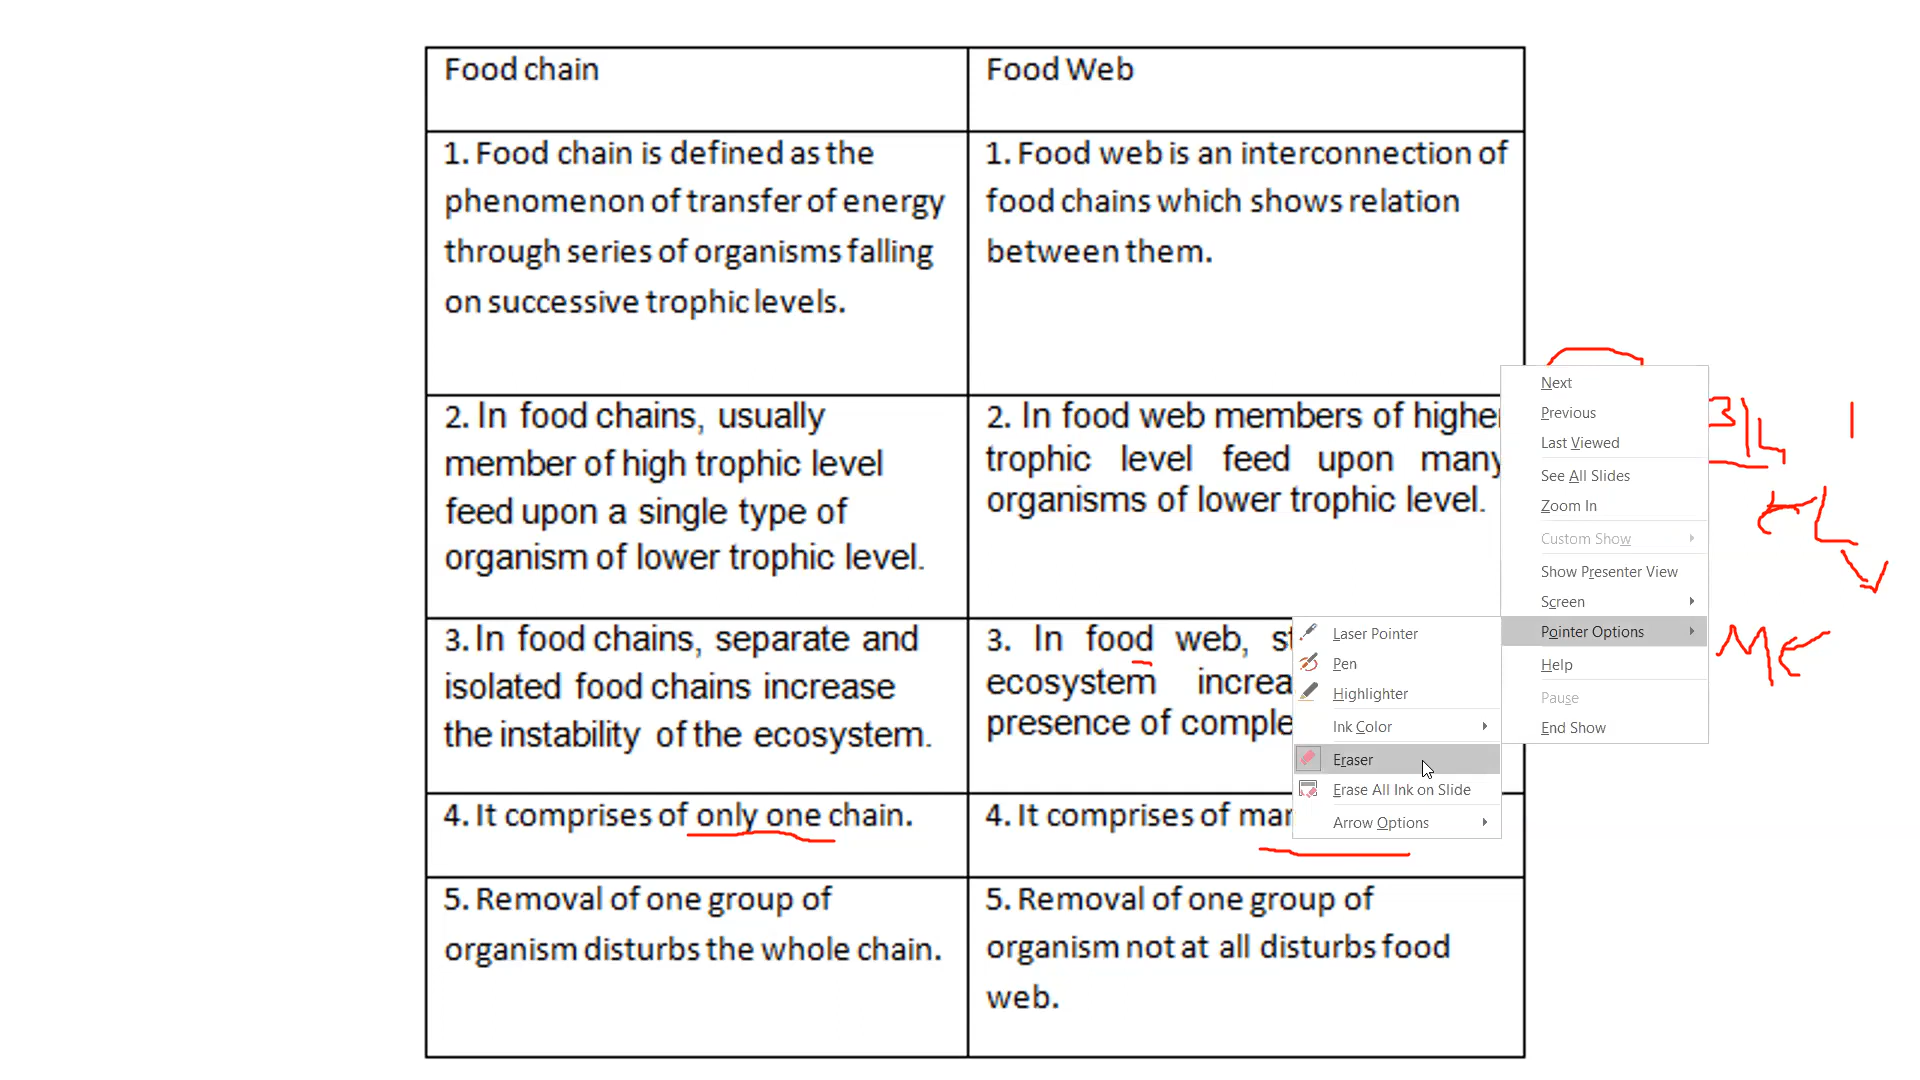 Food chain
Food Web
1. Food chain is defined as the
phenomenon of transfer of energy
through series of organisms falling
on successive trophic levels.
1. Food web is an interconnection of
food chains which shows relation
between them.
2. In food chains, usually
member of high trophic level
feed upon a single type of
organism of lower trophic level.
2. In food web members of higher
trophic level feed upon many
organisms of lower trophic level.
3. In food chains, separate and
isolated food chains increase
the instability of the ecosystem.
3. In food web,
ecosystem
presence of
4. It comprises of only one chain.
4. It comprises of
5. Removal of one group of
organism disturbs the whole chain.
5. Removal of one group of
organism not at all disturbs food
web.
Next
Previous
Last Viewed
See All Slides
Zoom In
Custom Show
Show Presenter View
Screen
Pointer Options
Help
Pause
End Show
Laser Pointer
Pen
Highlighter
Ink Color
Eraser
Erase All Ink on Slide
Arrow Options